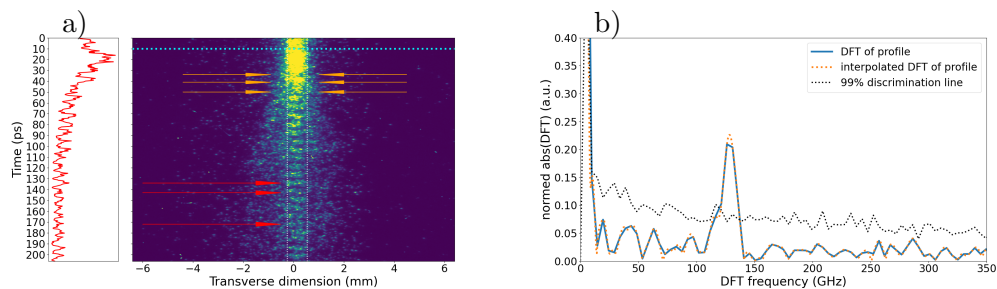 a)
0
10
20
30
40
50
60
70
80
90
100
110
120
130
140
150
160
170
180
190
200
Time (ps)
−6 −4 −2 0 2 4 6
Transverse dimension (mm)
b)
0.40
0.35
0.30
0.25
0.20
0.15
0.10
0.05
0.00
normed abs(DFT) (a.u.)
DFT of profile
interpolated DFT of profile
99% discrimination line
0 50 100 150 200 250 300 350
DFT frequency (GHz)